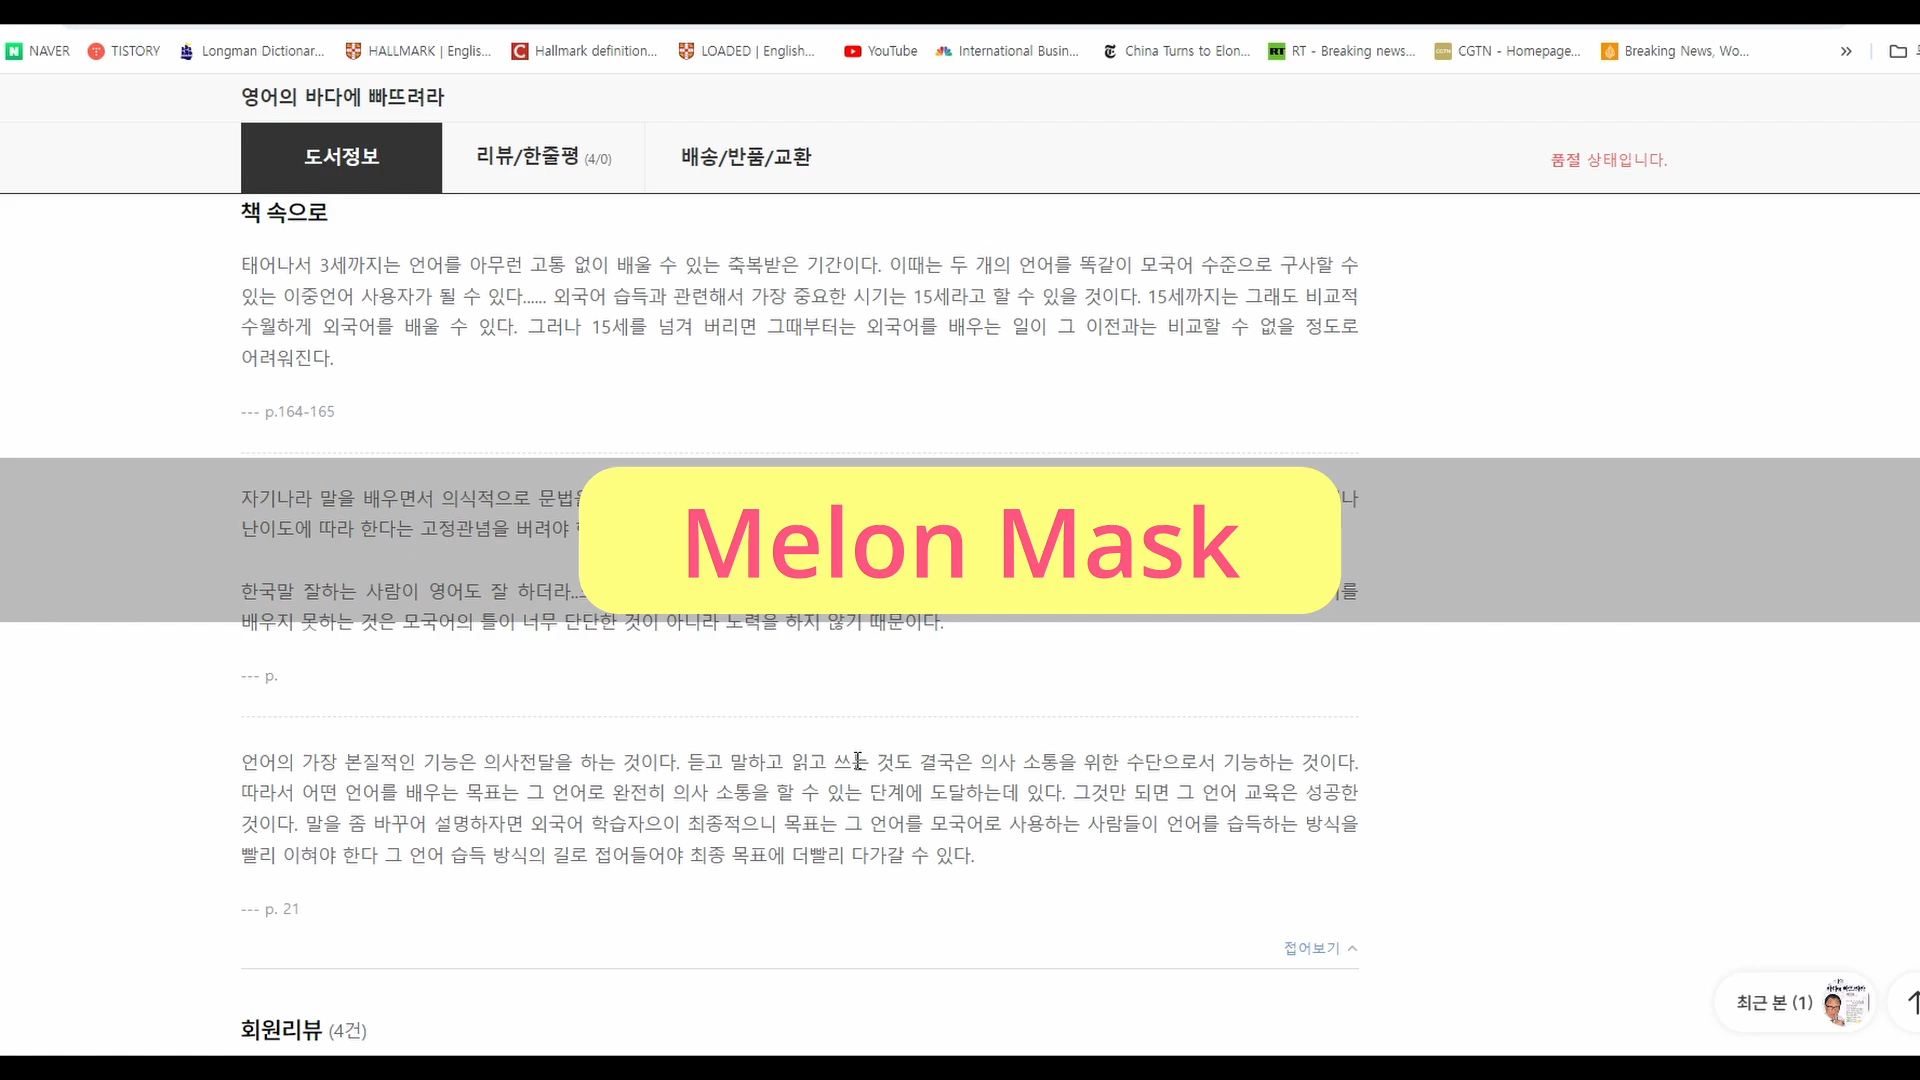 NAVER TISTORY Longman Dictionar... HALLMARK | Englis... Hallmark definition... LOADED | English... YouTube International Busin... China Turns to Elon... RT - Breaking news... CGTN - Homepage... Breaking News, Wo... »
영어의 바다에 빠뜨려라
도서정보 리뷰/한줄평 (4/0) 배송/반품/교환 품절 상태입니다.
책 속으로
태어나서 3세까지는 언어를 아무런 고통 없이 배울 수 있는 축복받은 기간이다. 이때는 두 개의 언어를 똑같이 모국어 수준으로 구사할 수
있는 이중언어 사용자가 될 수 있다...... 외국어 습득과 관련해서 가장 중요한 시기는 15세라고 할 수 있을 것이다. 15세까지는 그래도 비교적
수월하게 외국어를 배울 수 있다. 그러나 15세를 넘겨 버리면 그때부터는 외국어를 배우는 일이 그 이전과는 비교할 수 없을 정도로
어려워진다.
--- p.164-165
자기나라 말을 배우면서 의식적으로 나
난이도에 따라 한다는 고정관념을 버려야
Melon Mask
한국말 잘하는 사람이 영어도 잘 하더라.. 를
배우지 못하는 것은 모국어의 틀이 너무 단단한 것이 아니라 노력을 하지 않기 때문이다.
--- p.
언어의 가장 본질적인 기능은 의사전달을 하는 것이다. 듣고 말하고 읽고 쓰는 것도 결국은 의사 소통을 위한 수단으로서 기능하는 것이다.
따라서 어떤 언어를 배우는 목표는 그 언어로 완전히 의사 소통을 할 수 있는 단계에 도달하는데 있다. 그것만 되면 그 언어 교육은 성공한
것이다. 말을 좀 바꾸어 설명하자면 외국어 학습자으이 최종적으니 목표는 그 언어를 모국어로 사용하는 사람들이 언어를 습득하는 방식을
빨리 이혀야 한다 그 언어 습득 방식의 길로 접어들어야 최종 목표에 더빨리 다가갈 수 있다.
--- p. 21
접어보기
최근 본 (1)
회원리뷰 (4건)